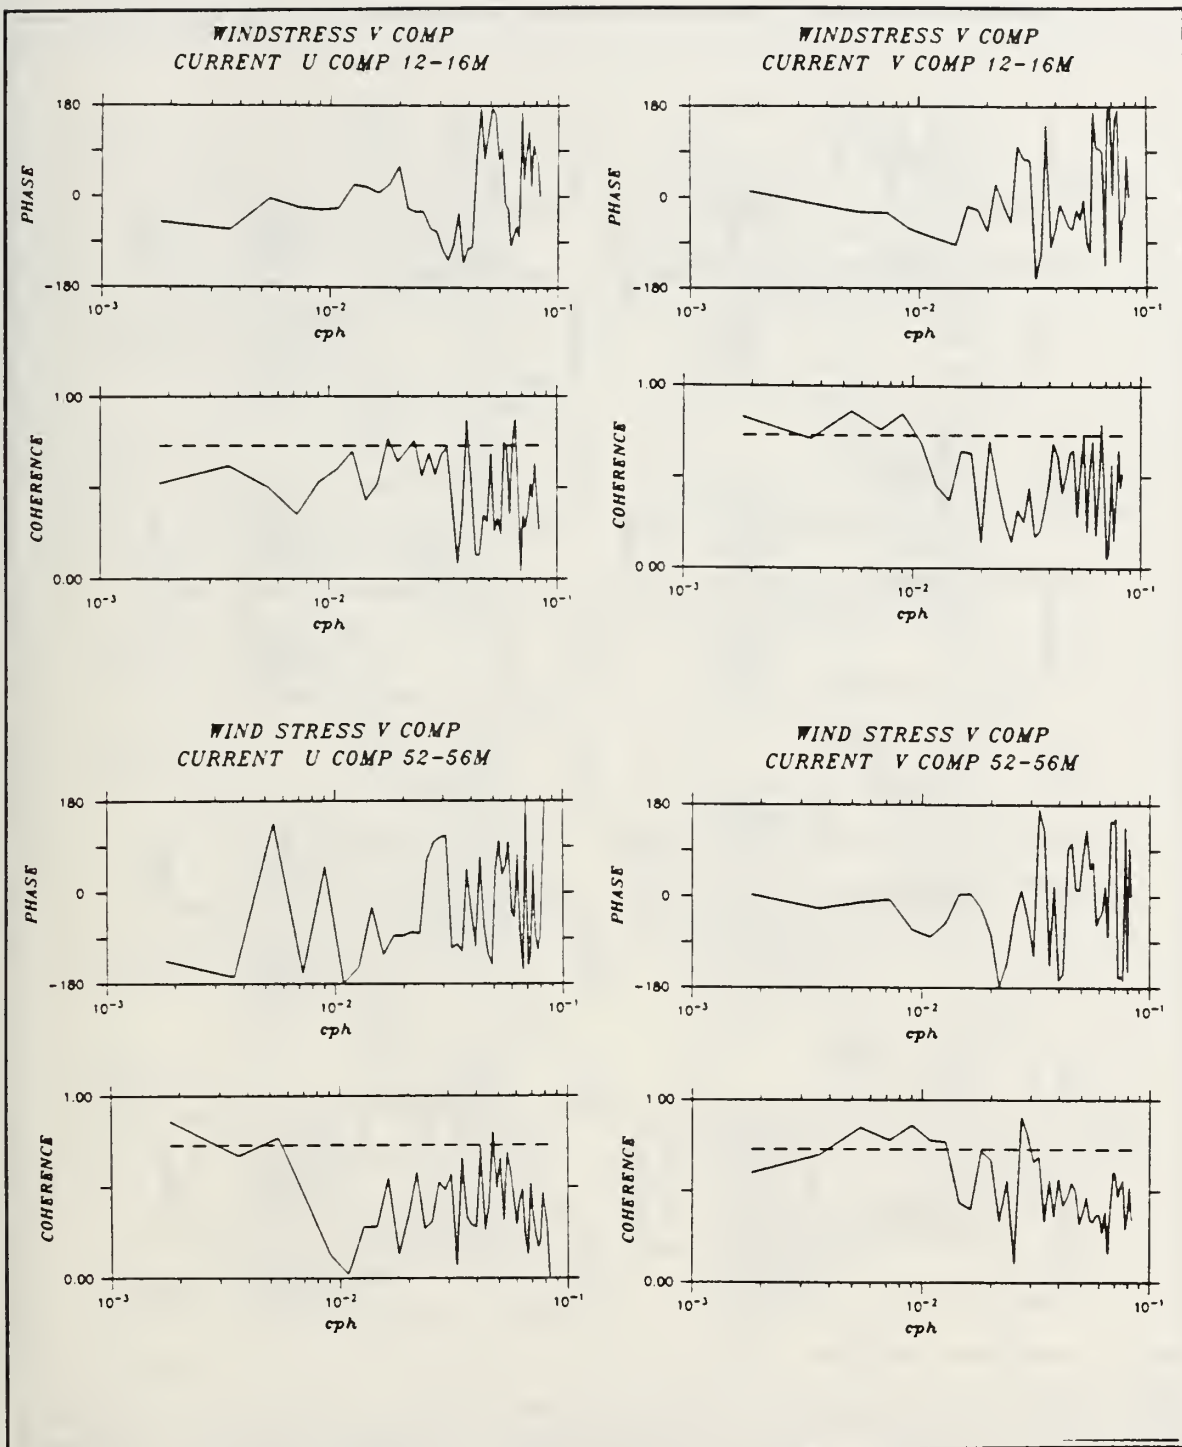 WINDSTRESS V COMP
CURRENT U COMP 12-16M
180
0
-180
PHASE
10⁻³
10⁻²
10⁻¹
cph
1.00
0.00
COHERENCE
10⁻³
10⁻²
10⁻¹
cph
WINDSTRESS V COMP
CURRENT V COMP 12-16M
180
0
-180
PHASE
10⁻³
10⁻²
10⁻¹
cph
1.00
0.00
COHERENCE
10⁻³
10⁻²
10⁻¹
cph
WIND STRESS V COMP
CURRENT U COMP 52-56M
180
0
-180
PHASE
10⁻³
10⁻²
10⁻¹
cph
1.00
0.00
COHERENCE
10⁻³
10⁻²
10⁻¹
cph
WIND STRESS V COMP
CURRENT V COMP 52-56M
180
0
-180
PHASE
10⁻³
10⁻²
10⁻¹
cph
1.00
0.00
COHERENCE
10⁻³
10⁻²
10⁻¹
cph